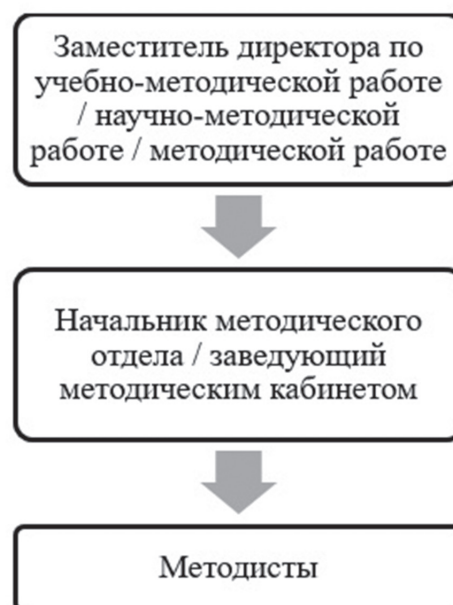 Заместитель директора по
учебно-методической работе
/ научно-методической
работе / методической работе
Начальник методического
отдела / заведующий
методическим кабинетом
Методисты